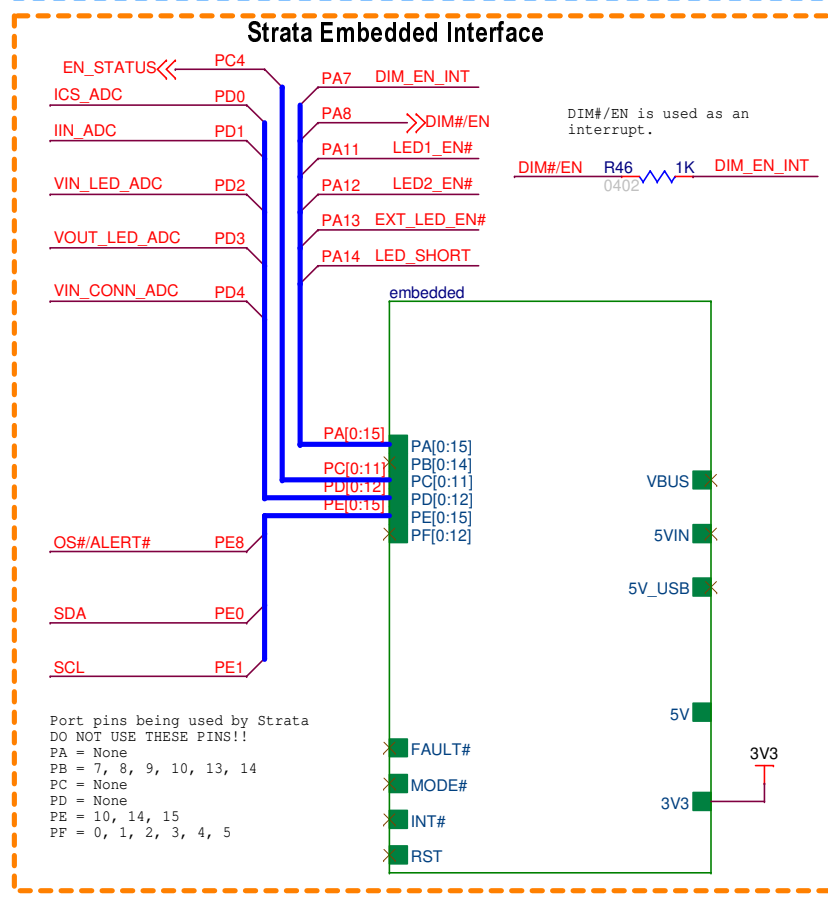 Strata Embedded Interface
EN_STATUS PC4
ICS_ADC PD0
IIN_ADC PD1
VIN_LED_ADC PD2
VOUT_LED_ADC PD3
VIN_CONN_ADC PD4
PA7 DIM_EN_INT
PA8 DIM#/EN
PA11 LED1_EN#
PA12 LED2_EN#
PA13 EXT_LED_EN#
PA14 LED_SHORT
DIM#/EN is used as an
interrupt.
DIM#/EN R46 1K DIM_EN_INT
0402
embedded
PA[0:15]
PC[0:11]
PD[0:12]
PE[0:15]
PA[0:15]
PB[0:14]
PC[0:11]
PD[0:12]
PE[0:15]
PF[0:12]
VBUS
5VIN
5V_USB
5V
3V3
3V3
OS#/ALERT# PE8
SDA PE0
SCL PE1
FAULT#
MODE#
INT#
RST
Port pins being used by Strata
DO NOT USE THESE PINS!!
PA = None
PB = 7, 8, 9, 10, 13, 14
PC = None
PD = None
PE = 10, 14, 15
PF = 0, 1, 2, 3, 4, 5